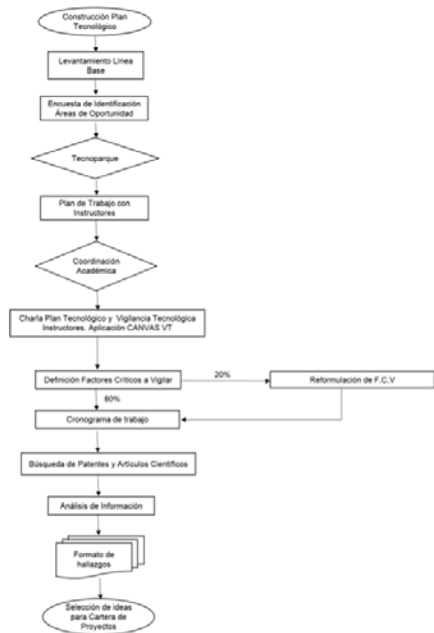 Construcción Plan
Tecnológico
Levantamiento Línea
Base
Encuesta de Identificación
Áreas de Oportunidad
Tecnoparque
Plan de Trabajo con
Instructores
Coordinación
Académica
Charla Plan Tecnológico y Vigilancia Tecnológica
Instructores. Aplicación CANVAS VT
Definición Factores Críticos a Vigilar
20%
Reformulación de F.C.V
80%
Cronograma de trabajo
Búsqueda de Patentes y Artículos Científicos
Análisis de Información
Formato de
hallazgos
Selección de ideas
para Cartera de
Proyectos